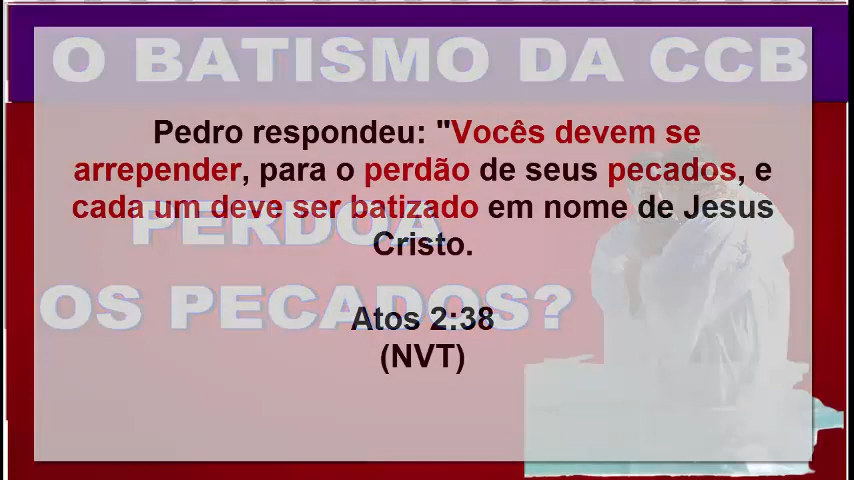 O BATISMO DA CCB
Pedro respondeu: "Vocês devem se
arrepender, para o perdão de seus pecados, e
cada um deve ser batizado em nome de Jesus
Cristo.
PERDOA
OS PECADOS?
Atos 2:38
(NVT)